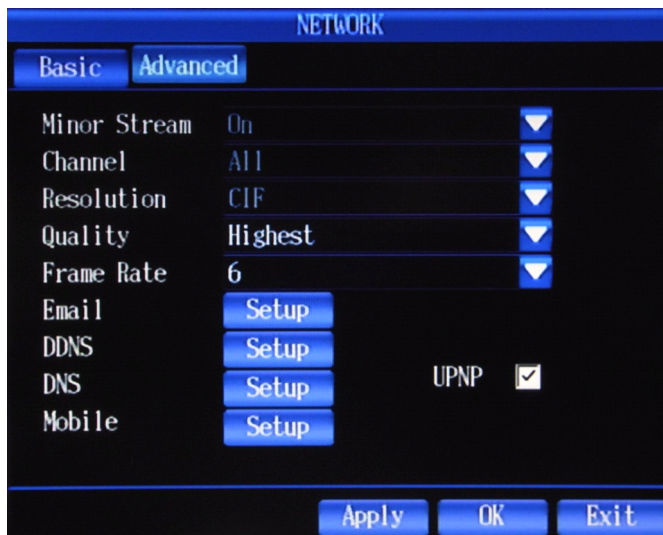 NETWORK
Basic Advanced
Minor Stream On
Channel All
Resolution CIF
Quality Highest
Frame Rate 6
Email Setup
DDNS Setup
DNS Setup UPNP
Mobile Setup
Apply OK Exit